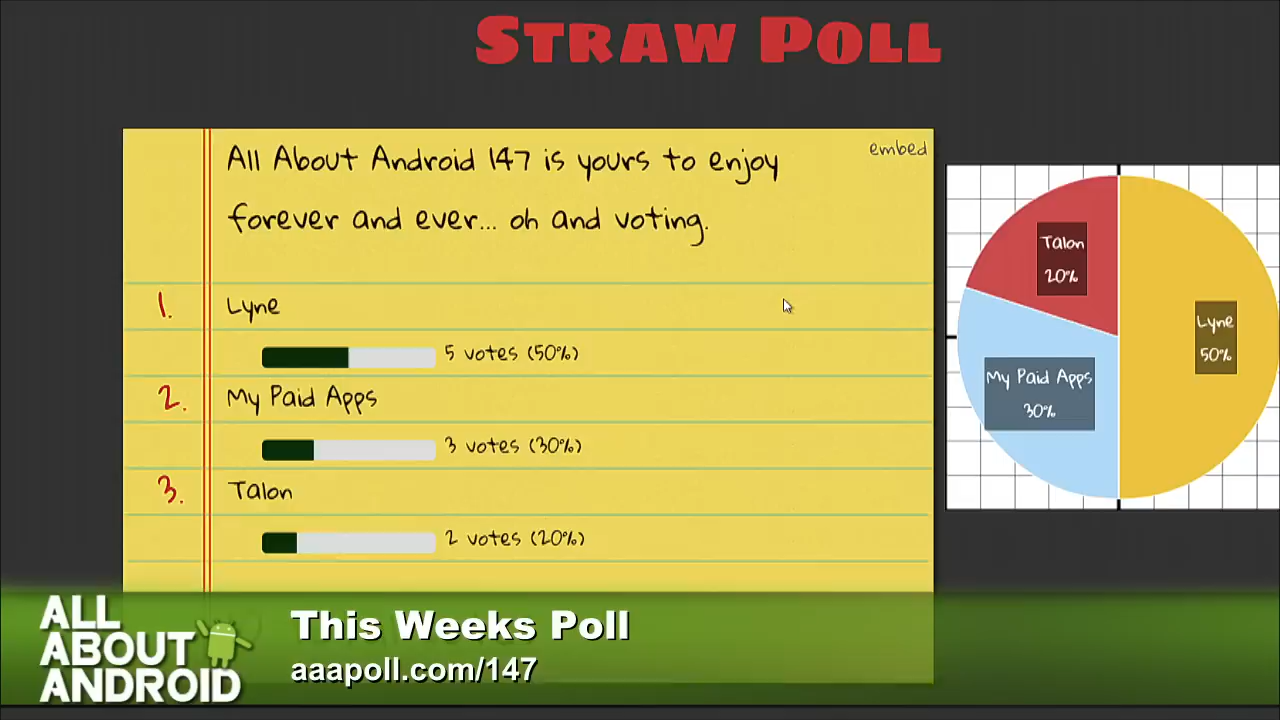 STRAW POLL
All About Android 147 is yours to enjoy
forever and ever... oh and voting.
embed
1. Lyne
5 votes (50%)
2. My Paid Apps
3 votes (30%)
3. Talon
2 votes (20%)
Talon
20%
Lyne
50%
My Paid Apps
30%
ALL
ABOUT
ANDROID
This Weeks Poll
aaapoll.com/147